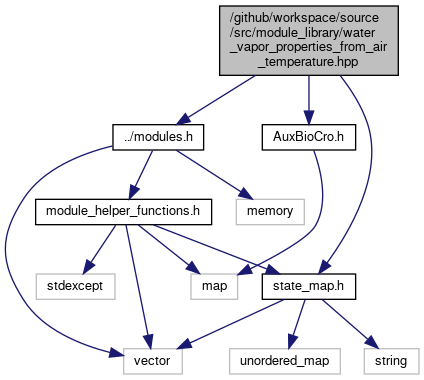 /github/workspace/source
/src/module_library/water
_vapor_properties_from_air
_temperature.hpp
../modules.h
AuxBioCro.h
module_helper_functions.h
memory
stdexcept
map
state_map.h
vector
unordered_map
string